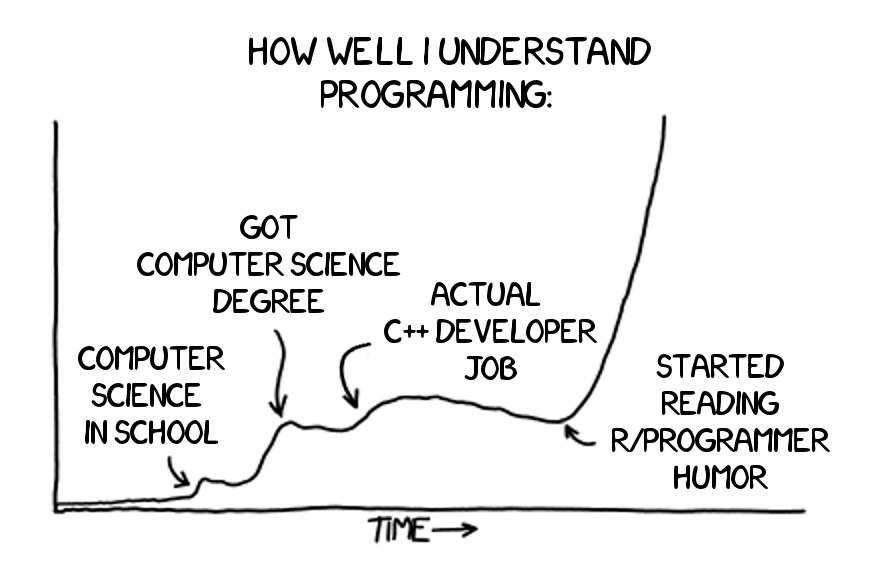 HOW WELL I UNDERSTAND
PROGRAMMING:
GOT
COMPUTER SCIENCE
DEGREE
ACTUAL
C++ DEVELOPER
JOB
COMPUTER
SCIENCE
IN SCHOOL
STARTED
READING
R/PROGRAMMER
HUMOR
TIME→